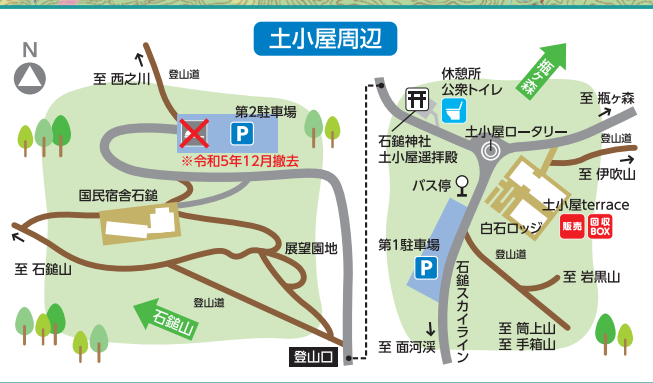 土小屋周辺
N
至 西之川
登山道
第2駐車場
P
※令和5年12月撤去
国民宿舎石鎚
展望園地
至 石鎚山
登山道
石鎚山
登山口
休憩所
公衆トイレ
瓶ヶ森
至 瓶ヶ森
石鎚神社
土小屋遥拝殿
土小屋ロータリー
登山道
至 伊吹山
バス停
土小屋terrace
販売
回収
BOX
白石ロッジ
第1駐車場
P
登山道
至 岩黒山
石鎚スカイライン
至 筒上山
至 手箱山
至 面河渓